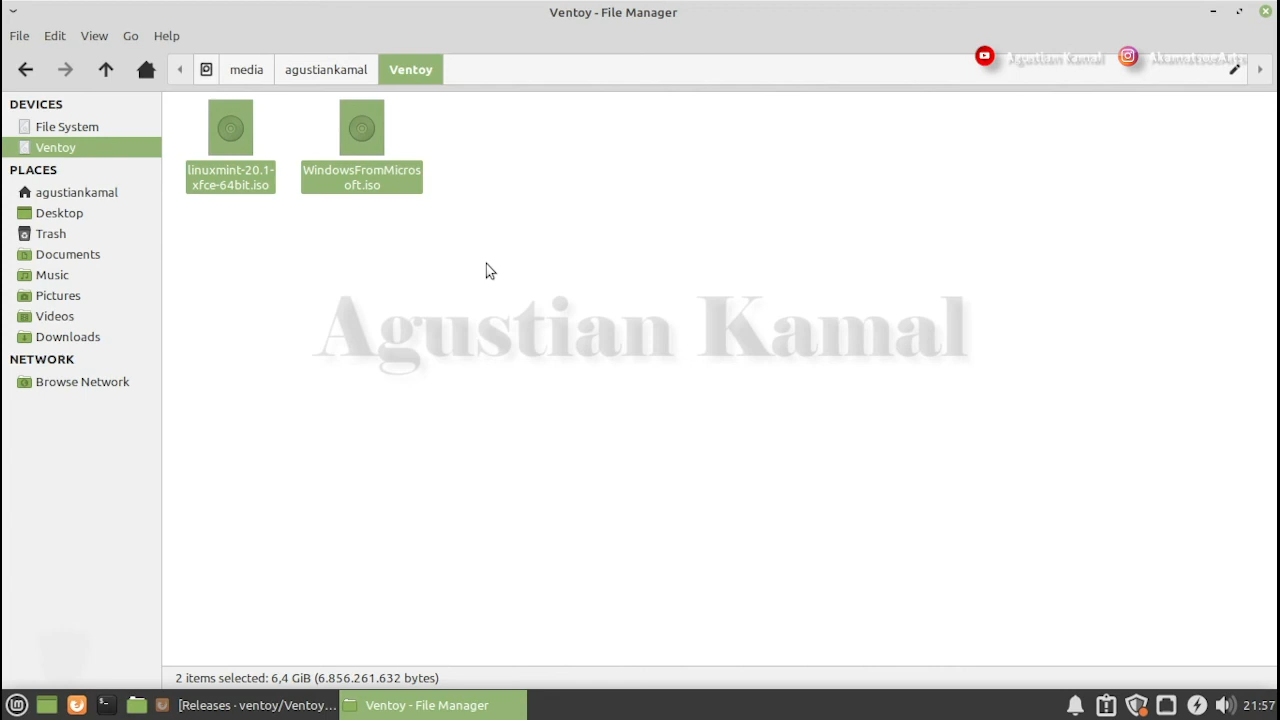 Ventoy - File Manager
File Edit View Go Help
media agustiankamal Ventoy
Agustian Kamal AkamatsueArts
DEVICES
File System
Ventoy
PLACES
agustiankamal
Desktop
Trash
Documents
Music
Pictures
Videos
Downloads
NETWORK
Browse Network
linuxmint-20.1-
xfce-64bit.iso
WindowsFromMicros
oft.iso
Agustian Kamal
2 items selected: 6,4 GiB (6.856.261.632 bytes)
[Releases · ventoy/Ventoy... Ventoy - File Manager 21:57